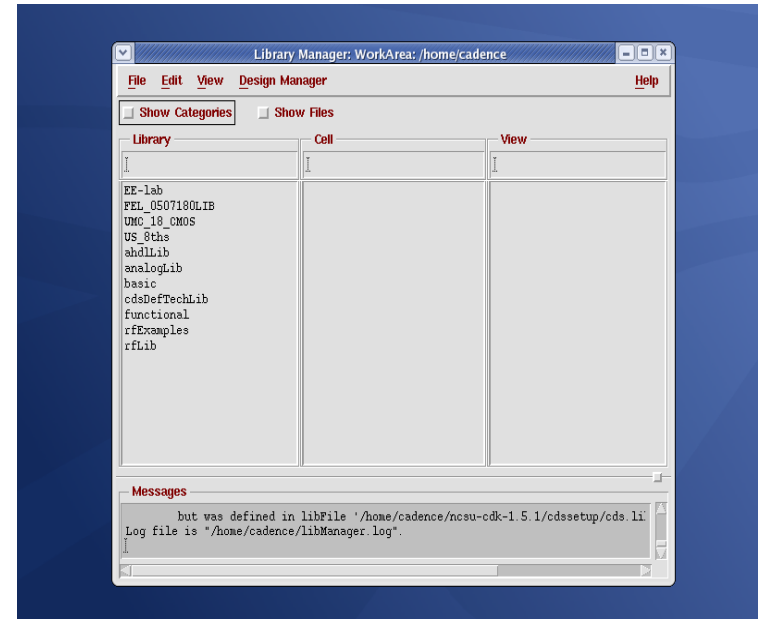 Library Manager: WorkArea: /home/cadence
File Edit View Design Manager Help
Show Categories Show Files
Library Cell View
EE-lab
FEL_0507180LIB
UMC_18_CMOS
US_8ths
ahdlLib
analogLib
basic
cdsDefTechLib
functional
rfExamples
rfLib
Messages
but was defined in libFile '/home/cadence/ncsu-cdk-1.5.1/cdssetup/cds.li
Log file is "/home/cadence/libManager.log".